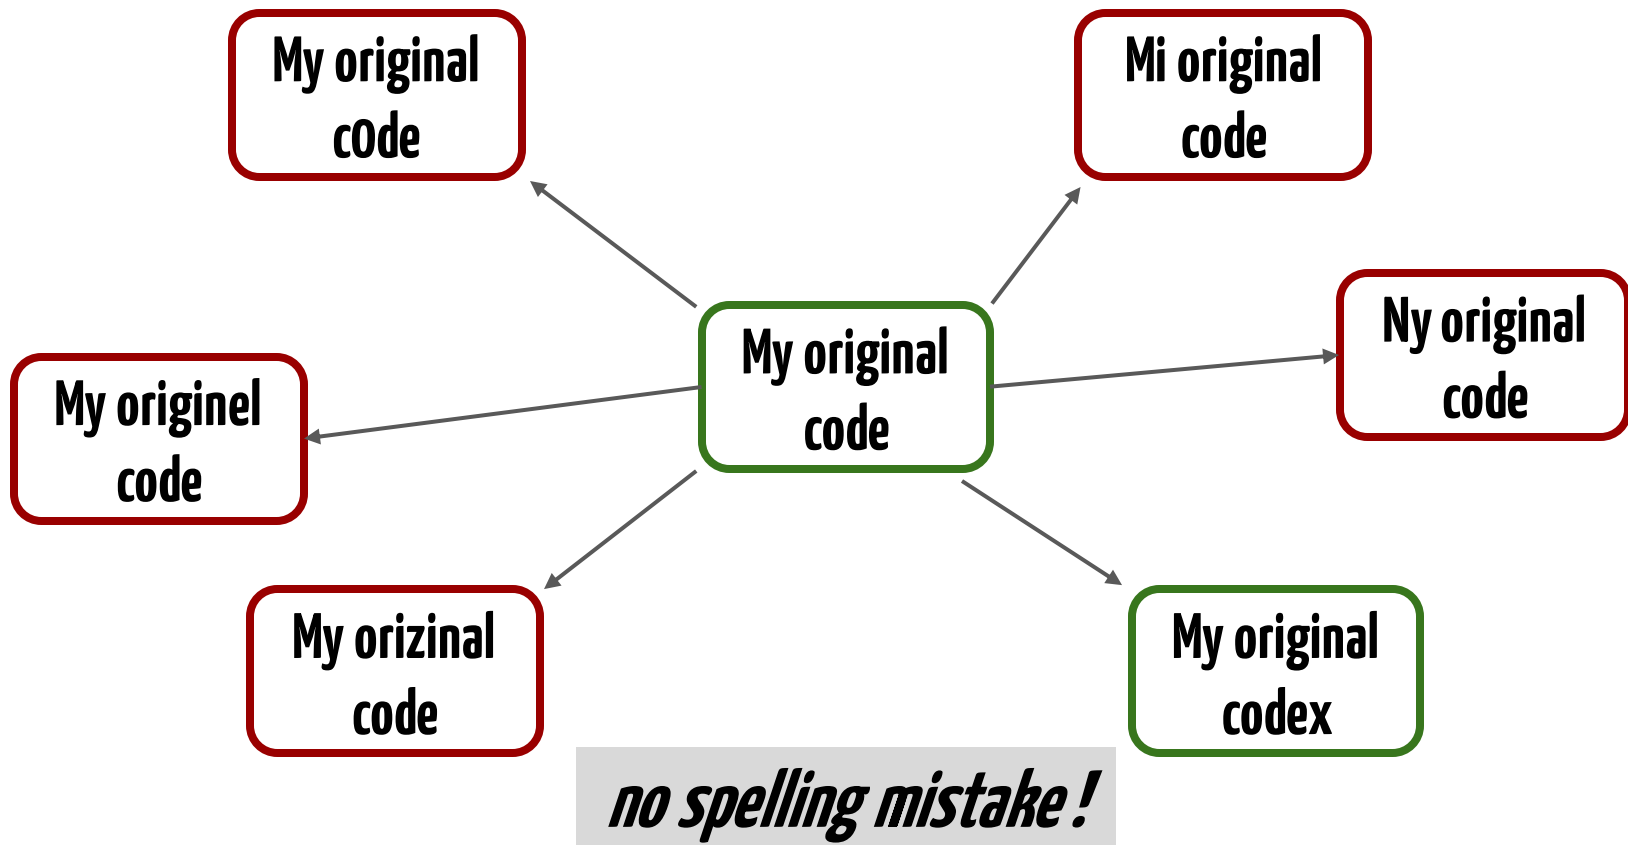 My original
c0de
Mi original
code
My original
code
Ny original
code
My originel
code
My orizinal
code
My original
codex
no spelling mistake !